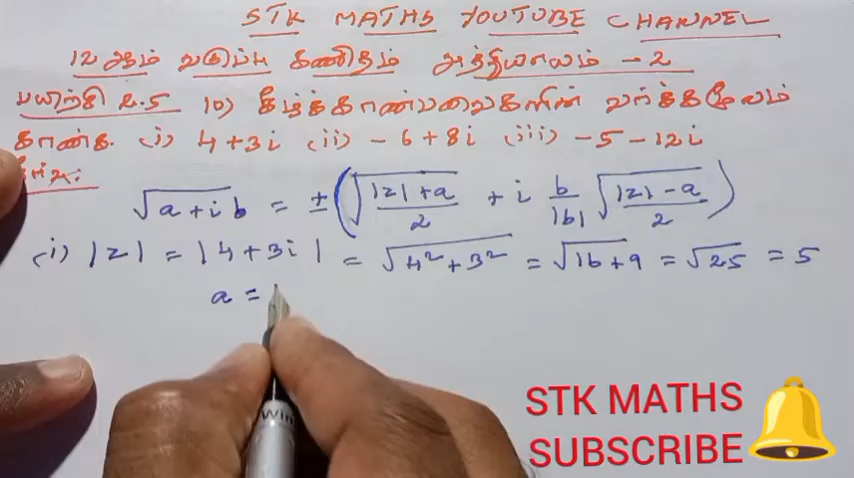 STK MATHS YOUTUBE CHANNEL
12 ஆம் வகுப்பு கணிதம் அத்தியாயம் - 2
பயிற்சி 2.5 10) கீழ்க்காண்பவைகளின் வர்க்கமூலம்
காண்க. (i) 4+3i (ii) -6+8i (iii) -5-12i
√a+ib = ±(√|z|+a/2 + i b/|b| √|z|-a/2)
(i) |z| = |4+3i| = √4²+3² = √16+9 = √25 = 5
a =
STK MATHS
SUBSCRIBE